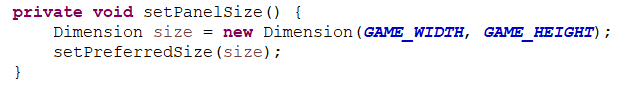 private void setPanelSize() {
    Dimension size = new Dimension(GAME_WIDTH, GAME_HEIGHT);
    setPreferredSize(size);
}